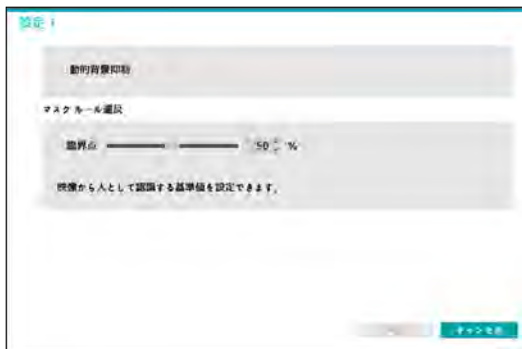 設定
動的背景抑制
マスクルール違反
臨界点 50 %
映像から人として認識する基準値を設定できます。
キャンセル